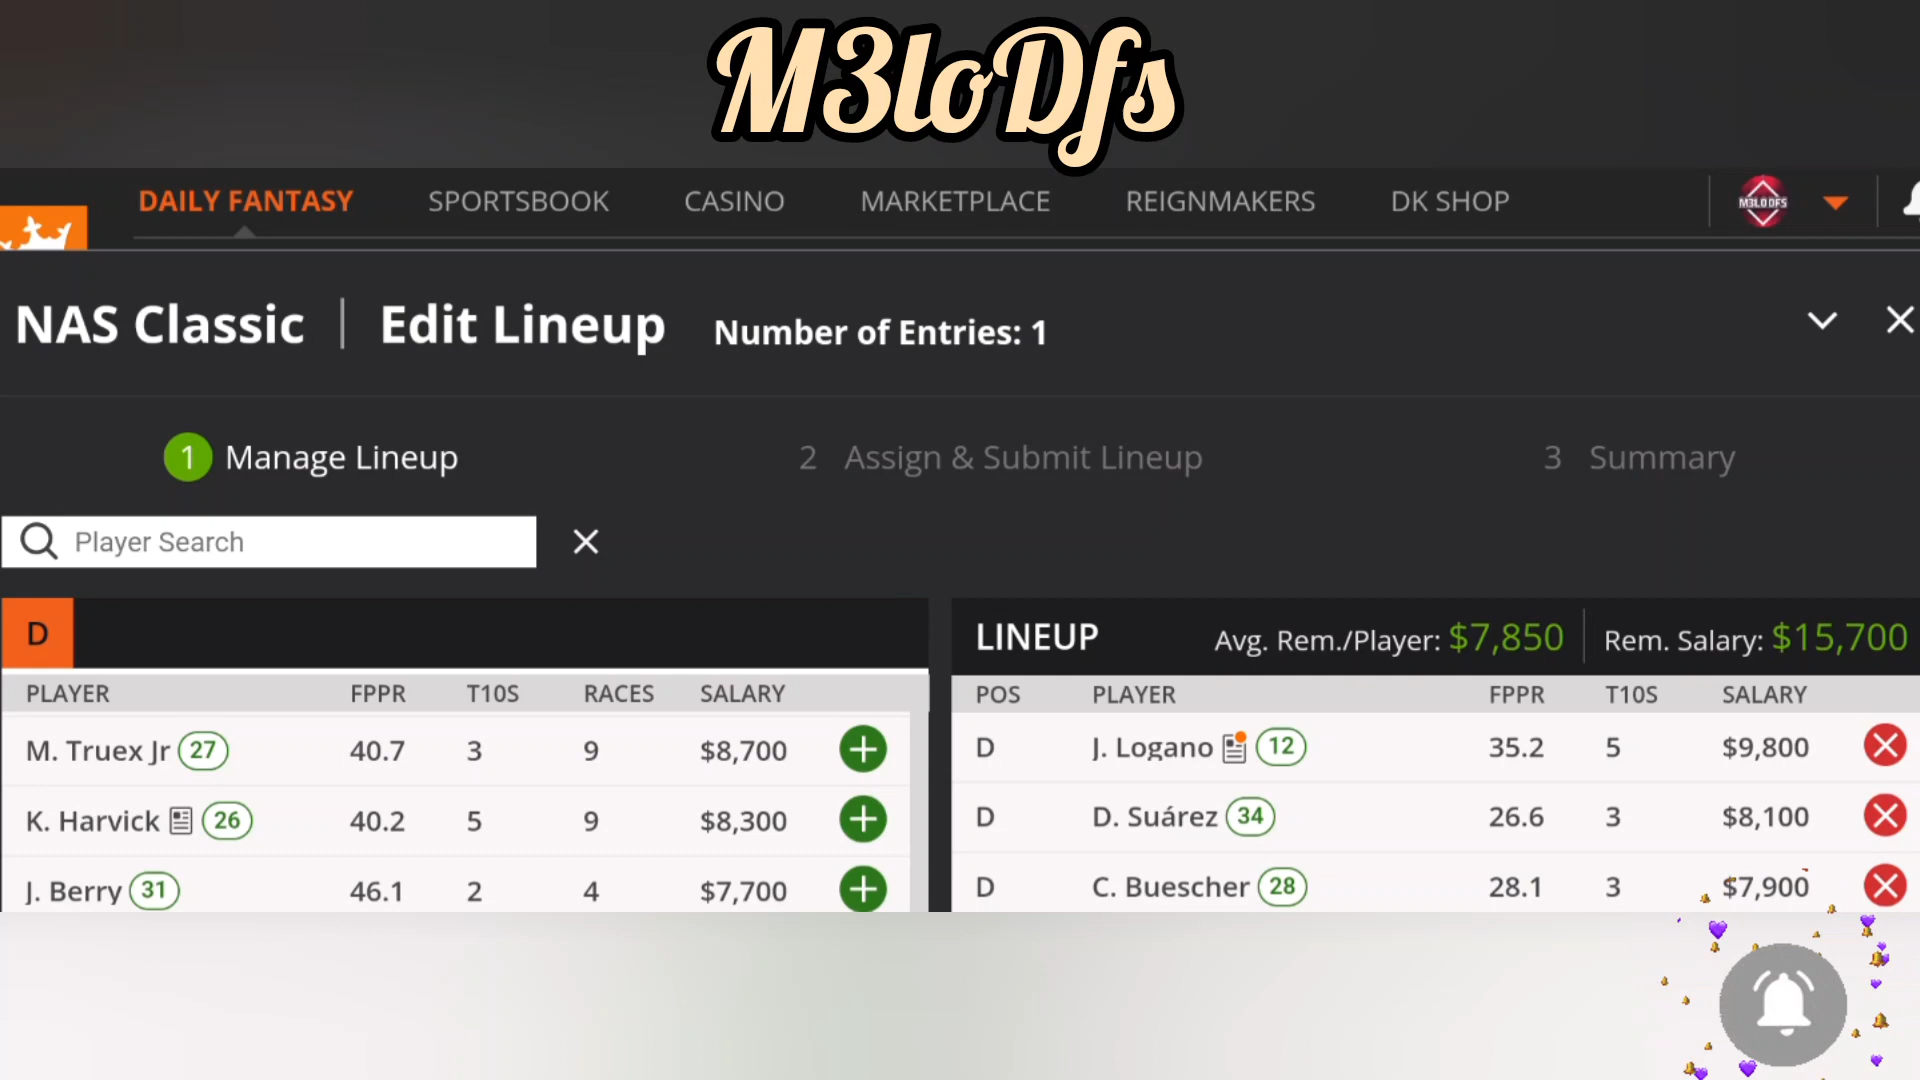 M3loDfs
DAILY FANTASY SPORTSBOOK CASINO MARKETPLACE REIGNMAKERS DK SHOP M3LO DFS
NAS Classic | Edit Lineup Number of Entries: 1
1 Manage Lineup 2 Assign & Submit Lineup 3 Summary
Player Search
D
PLAYER FPPR T10S RACES SALARY
M. Truex Jr 27 40.7 3 9 $8,700
K. Harvick 26 40.2 5 9 $8,300
J. Berry 31 46.1 2 4 $7,700
LINEUP Avg. Rem./Player: $7,850 Rem. Salary: $15,700
POS PLAYER FPPR T10S SALARY
D J. Logano 12 35.2 5 $9,800
D D. Suárez 34 26.6 3 $8,100
D C. Buescher 28 28.1 3 $7,900